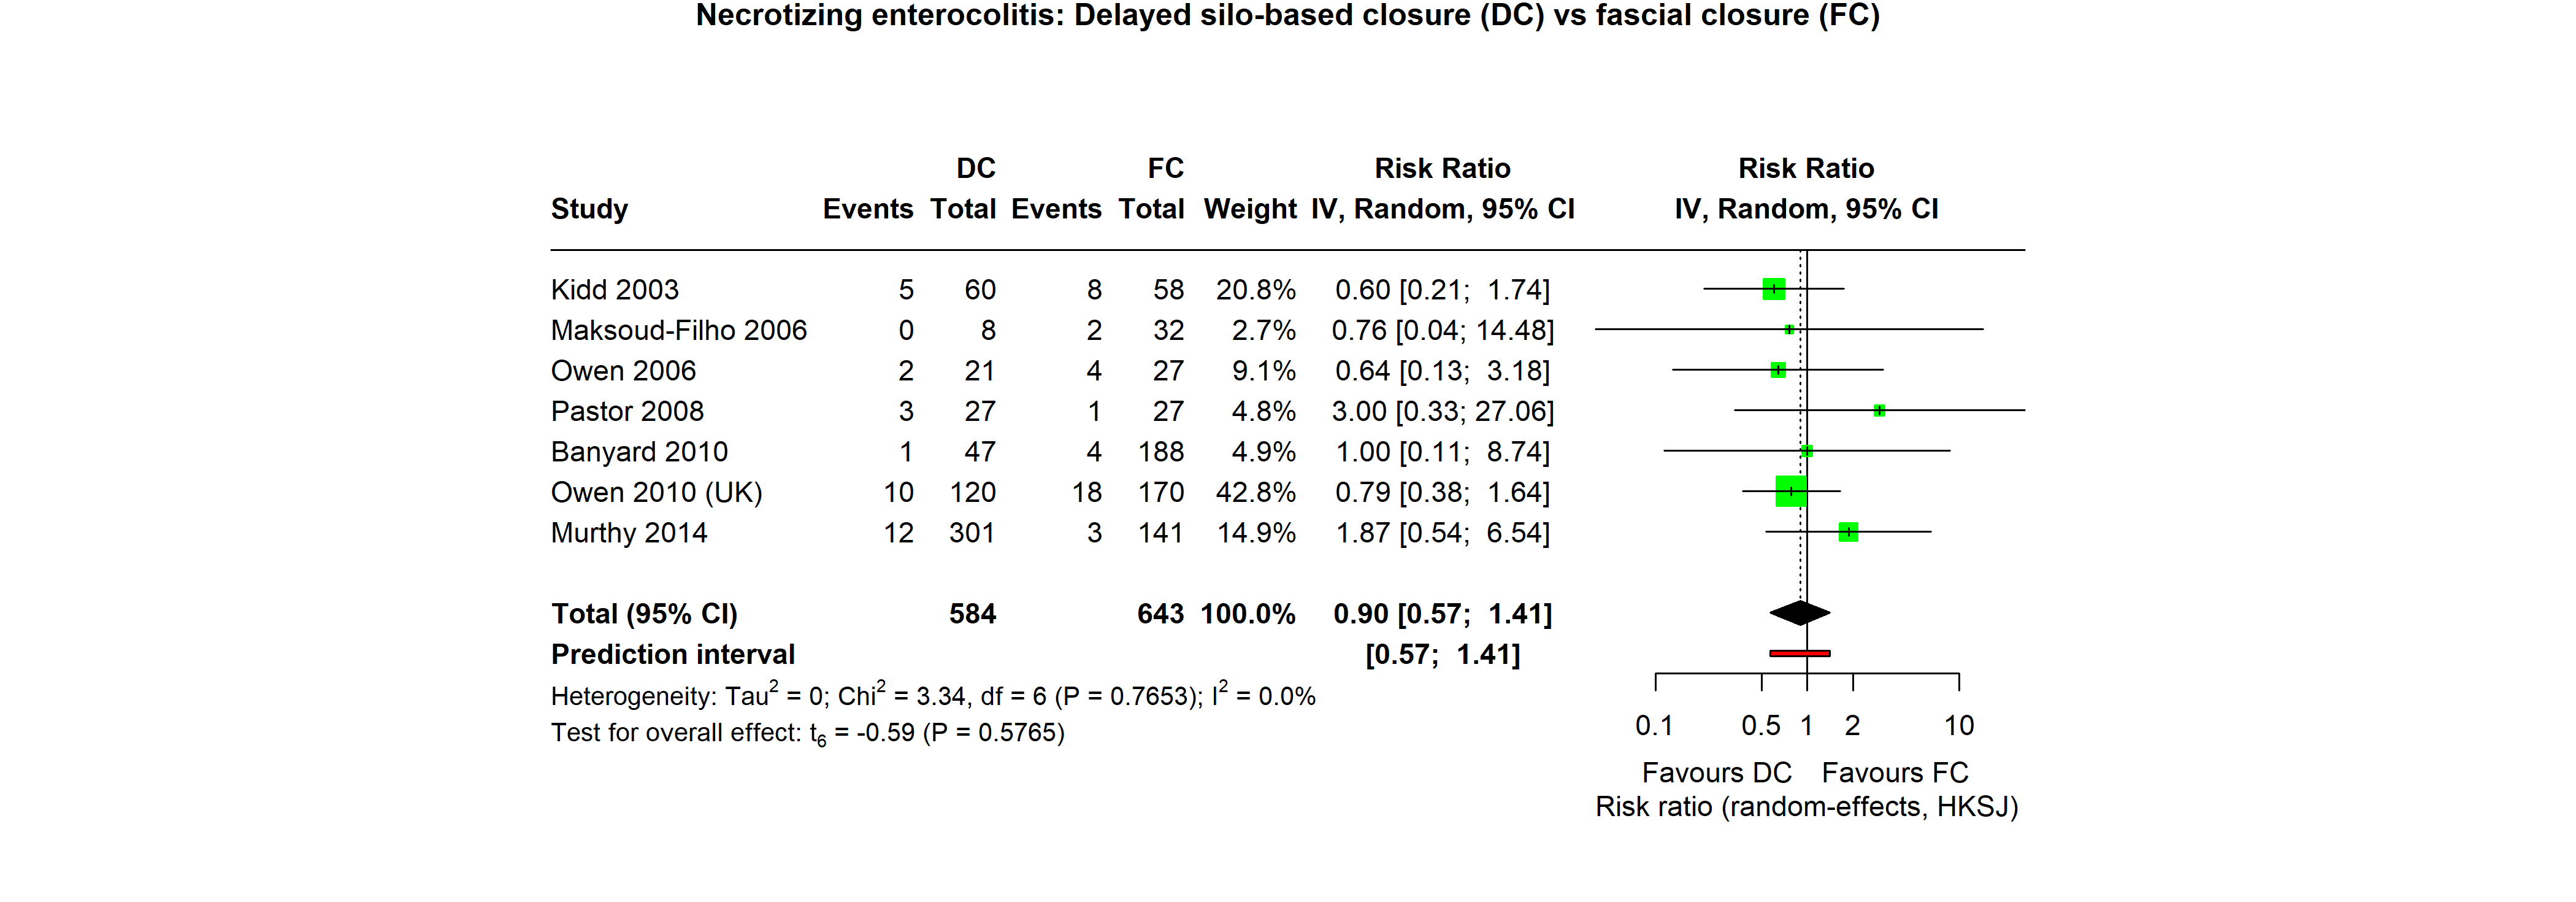 Necrotizing enterocolitis: Delayed silo-based closure (DC) vs fascial closure (FC)
DC FC Risk Ratio Risk Ratio
Study Events Total Events Total Weight IV, Random, 95% CI IV, Random, 95% CI
Kidd 2003 5 60 8 58 20.8% 0.60 [0.21; 1.74]
Maksoud-Filho 2006 0 8 2 32 2.7% 0.76 [0.04; 14.48]
Owen 2006 2 21 4 27 9.1% 0.64 [0.13; 3.18]
Pastor 2008 3 27 1 27 4.8% 3.00 [0.33; 27.06]
Banyard 2010 1 47 4 188 4.9% 1.00 [0.11; 8.74]
Owen 2010 (UK) 10 120 18 170 42.8% 0.79 [0.38; 1.64]
Murthy 2014 12 301 3 141 14.9% 1.87 [0.54; 6.54]
Total (95% CI) 584 643 100.0% 0.90 [0.57; 1.41]
Prediction interval [0.57; 1.41]
Heterogeneity: Tau² = 0; Chi² = 3.34, df = 6 (P = 0.7653); I² = 0.0%
Test for overall effect: t₆ = -0.59 (P = 0.5765)
0.1 0.5 1 2 10
Favours DC Favours FC
Risk ratio (random-effects, HKSJ)